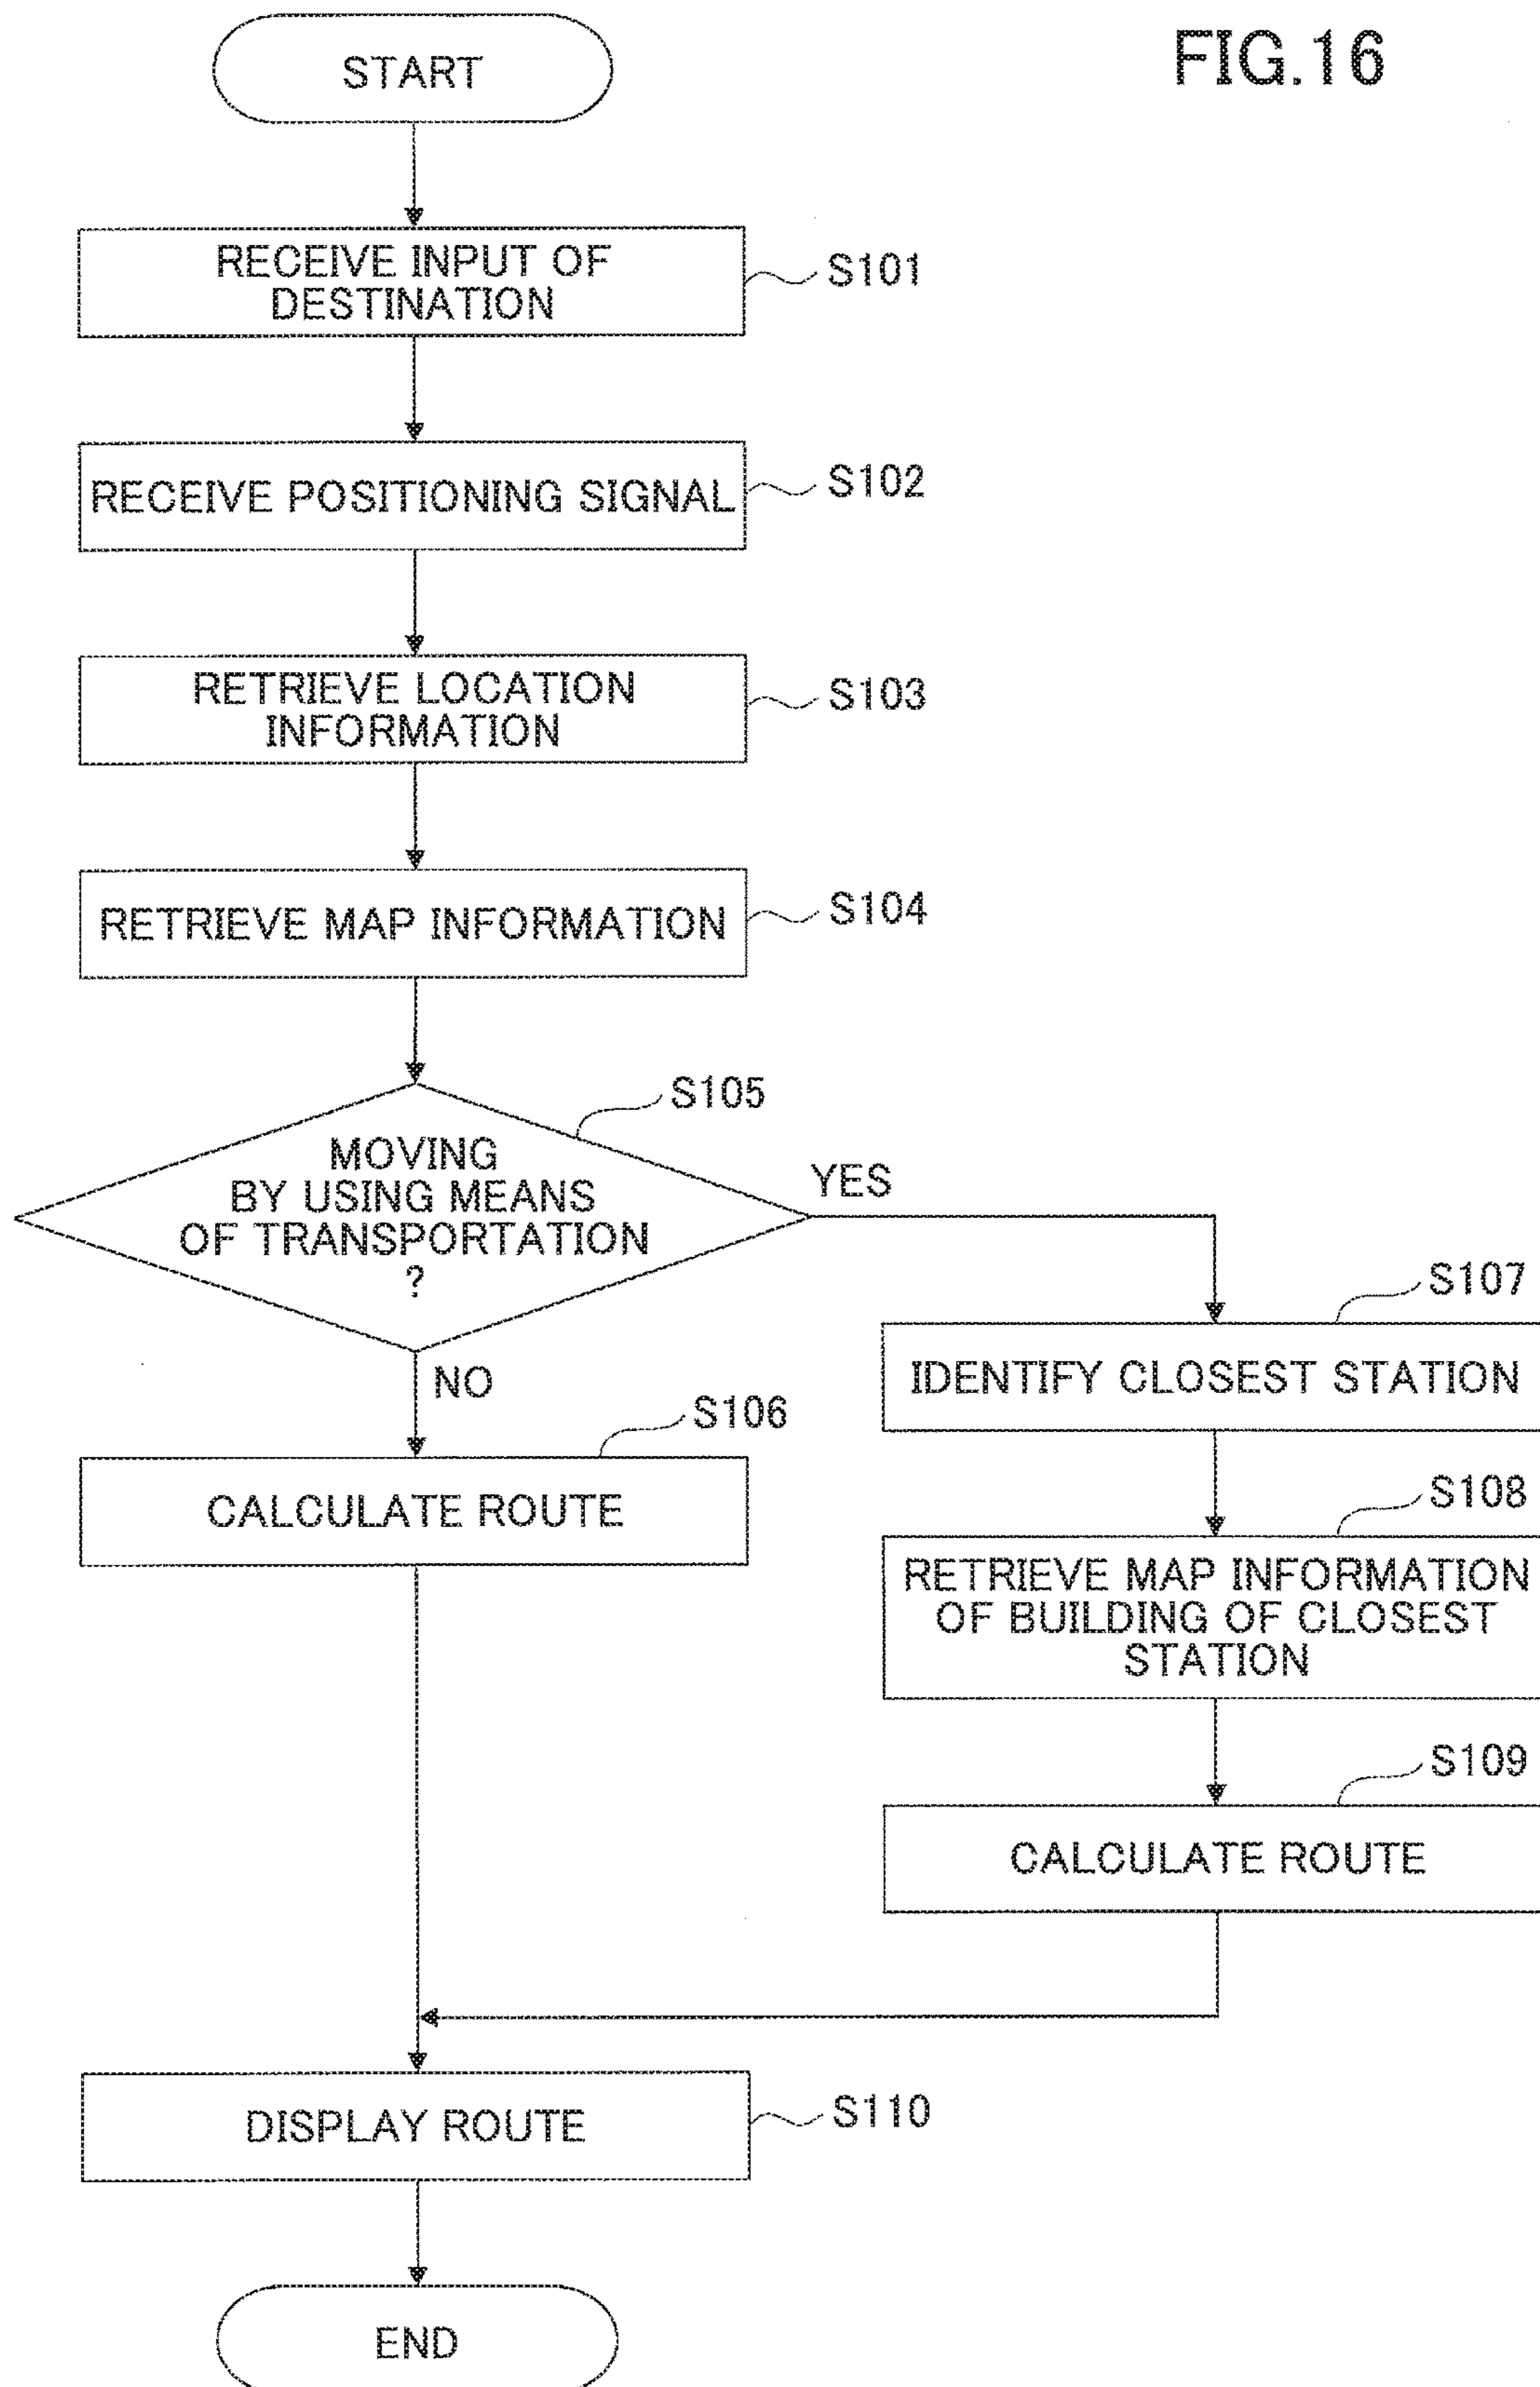 FIG.16
START
RECEIVE INPUT OF
DESTINATION
S101
RECEIVE POSITIONING SIGNAL
S102
RETRIEVE LOCATION
INFORMATION
S103
RETRIEVE MAP INFORMATION
S104
S105
MOVING
BY USING MEANS
OF TRANSPORTATION
?
YES
NO
S106
CALCULATE ROUTE
S107
IDENTIFY CLOSEST STATION
S108
RETRIEVE MAP INFORMATION
OF BUILDING OF CLOSEST
STATION
S109
CALCULATE ROUTE
DISPLAY ROUTE
S110
END